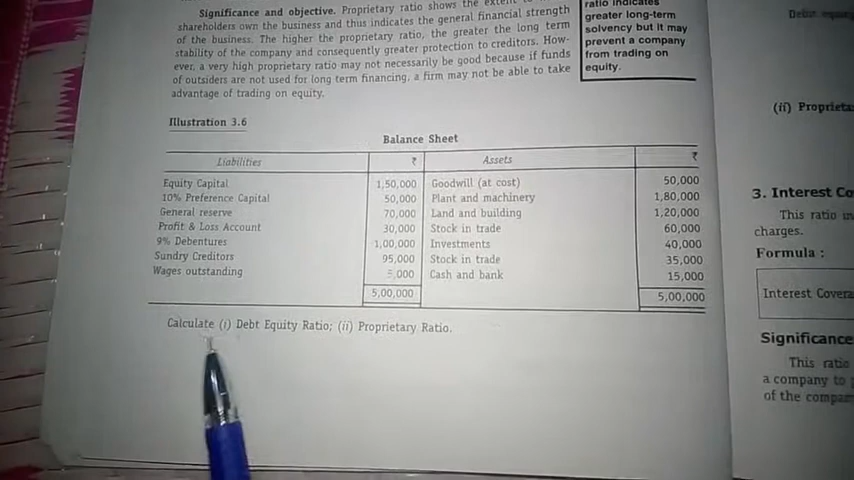 Significance and objective. Proprietary ratio shows the extent
shareholders own the business and thus indicates the general financial strength
of the business. The higher the proprietary ratio, the greater the long term
stability of the company and consequently greater protection to creditors. How-
ever, a very high proprietary ratio may not necessarily be good because if funds
of outsiders are not used for long term financing, a firm may not be able to take
advantage of trading on equity.
ratio indicates
greater long-term
solvency but it may
prevent a company
from trading on
equity.
Illustration 3.6
Balance Sheet
Liabilities ₹ Assets ₹
Equity Capital 1,50,000 Goodwill (at cost) 50,000
10% Preference Capital 50,000 Plant and machinery 1,80,000
General reserve 70,000 Land and building 1,20,000
Profit & Loss Account 30,000 Stock in trade 60,000
9% Debentures 1,00,000 Investments 40,000
Sundry Creditors 95,000 Stock in trade 35,000
Wages outstanding 5,000 Cash and bank 15,000
5,00,000 5,00,000
Calculate (i) Debt Equity Ratio; (ii) Proprietary Ratio.
Debt equity
(ii) Proprieta
3. Interest Co
This ratio
charges.
Formula :
Interest Covera
Significance
This ratio
a company to
of the compan